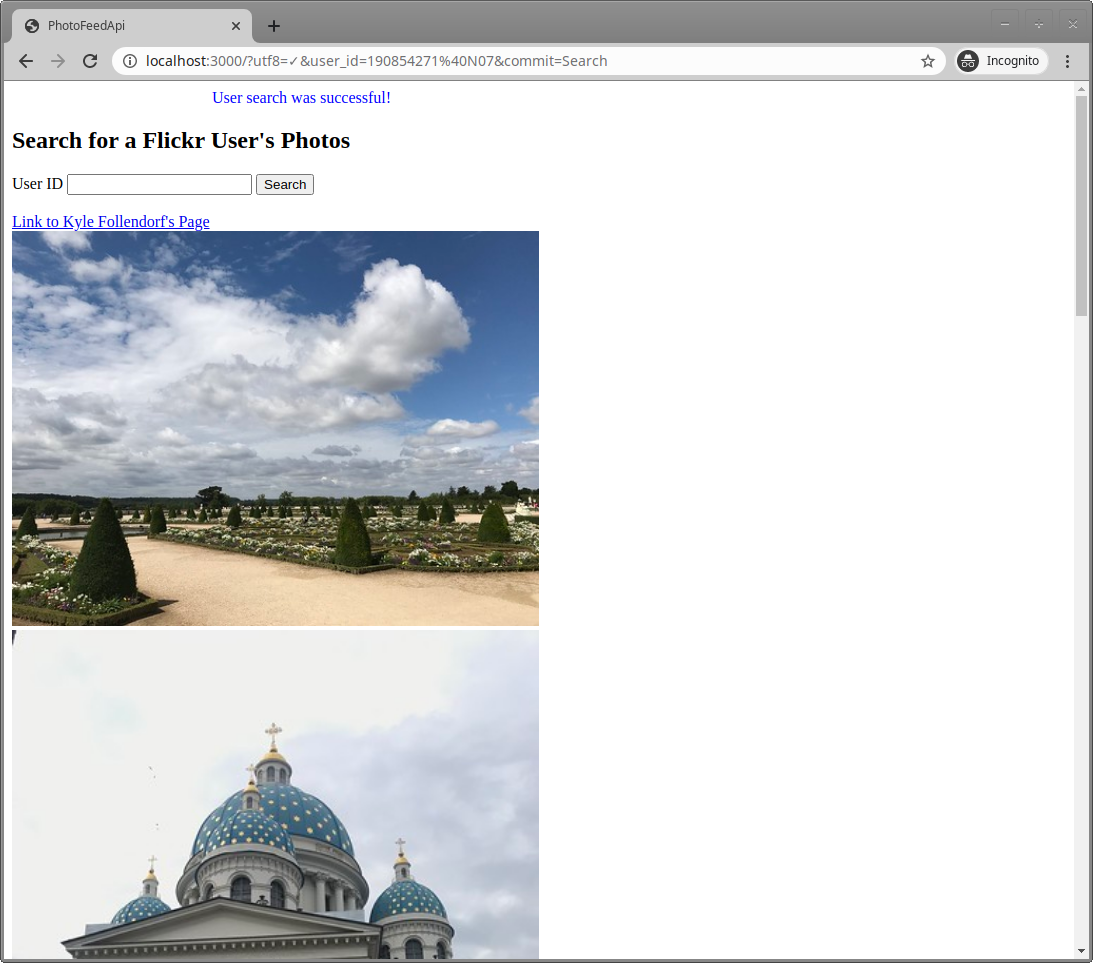 PhotoFeedApi
localhost:3000/?utf8=✓&user_id=190854271%40N07&commit=Search
Incognito
User search was successful!
Search for a Flickr User's Photos
User ID
Search
Link to Kyle Follendorf's Page